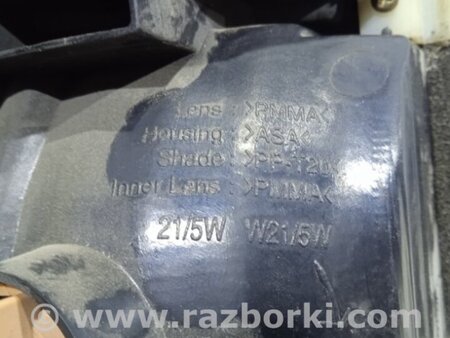 Lens : >PMMA<
Housing : >ASA<
Shade : >PP-T20<
Inner Lens : >PMMA<
21/5W W21/5W
www.razborki.com